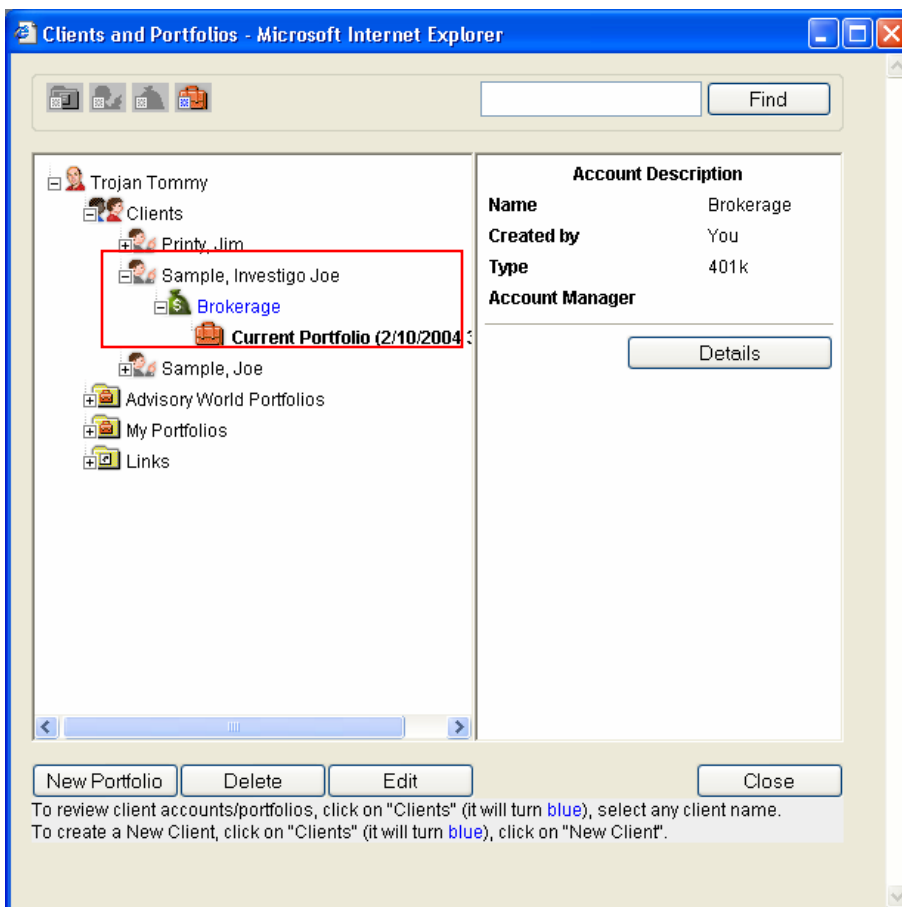 Clients and Portfolios - Microsoft Internet Explorer
Find
Trojan Tommy
Clients
Printy, Jim
Sample, Investigo Joe
Brokerage
Current Portfolio (2/10/2004
Sample, Joe
Advisory World Portfolios
My Portfolios
Links
Account Description
Name Brokerage
Created by You
Type 401k
Account Manager
Details
New Portfolio Delete Edit Close
To review client accounts/portfolios, click on "Clients" (it will turn blue), select any client name.
To create a New Client, click on "Clients" (it will turn blue), click on "New Client".